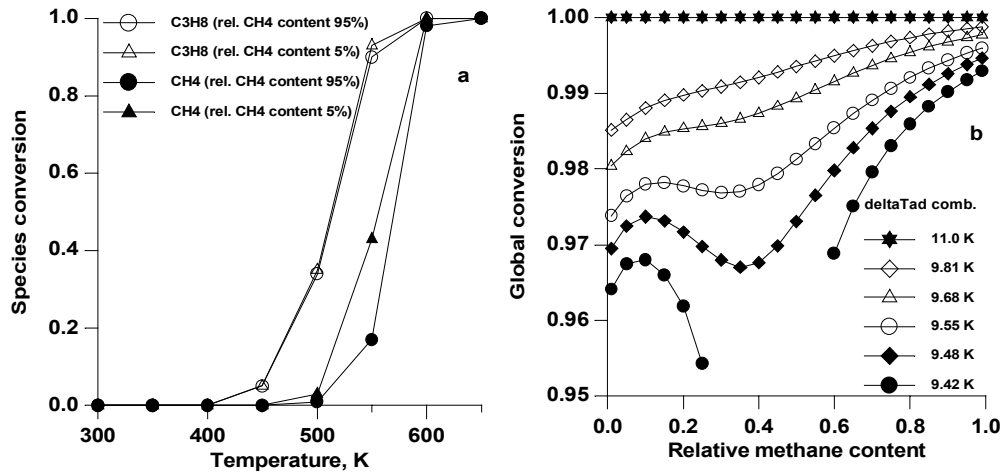 1.0
0.8
0.6
0.4
0.2
0.0
Species conversion
C3H8 (rel. CH4 content 95%)
C3H8 (rel. CH4 content 5%)
CH4 (rel. CH4 content 95%)
CH4 (rel. CH4 content 5%)
a
300 400 500 600
Temperature, K
1.00
0.99
0.98
0.97
0.96
0.95
Global conversion
b
deltaTad comb.
11.0 K
9.81 K
9.68 K
9.55 K
9.48 K
9.42 K
0.0 0.2 0.4 0.6 0.8 1.0
Relative methane content